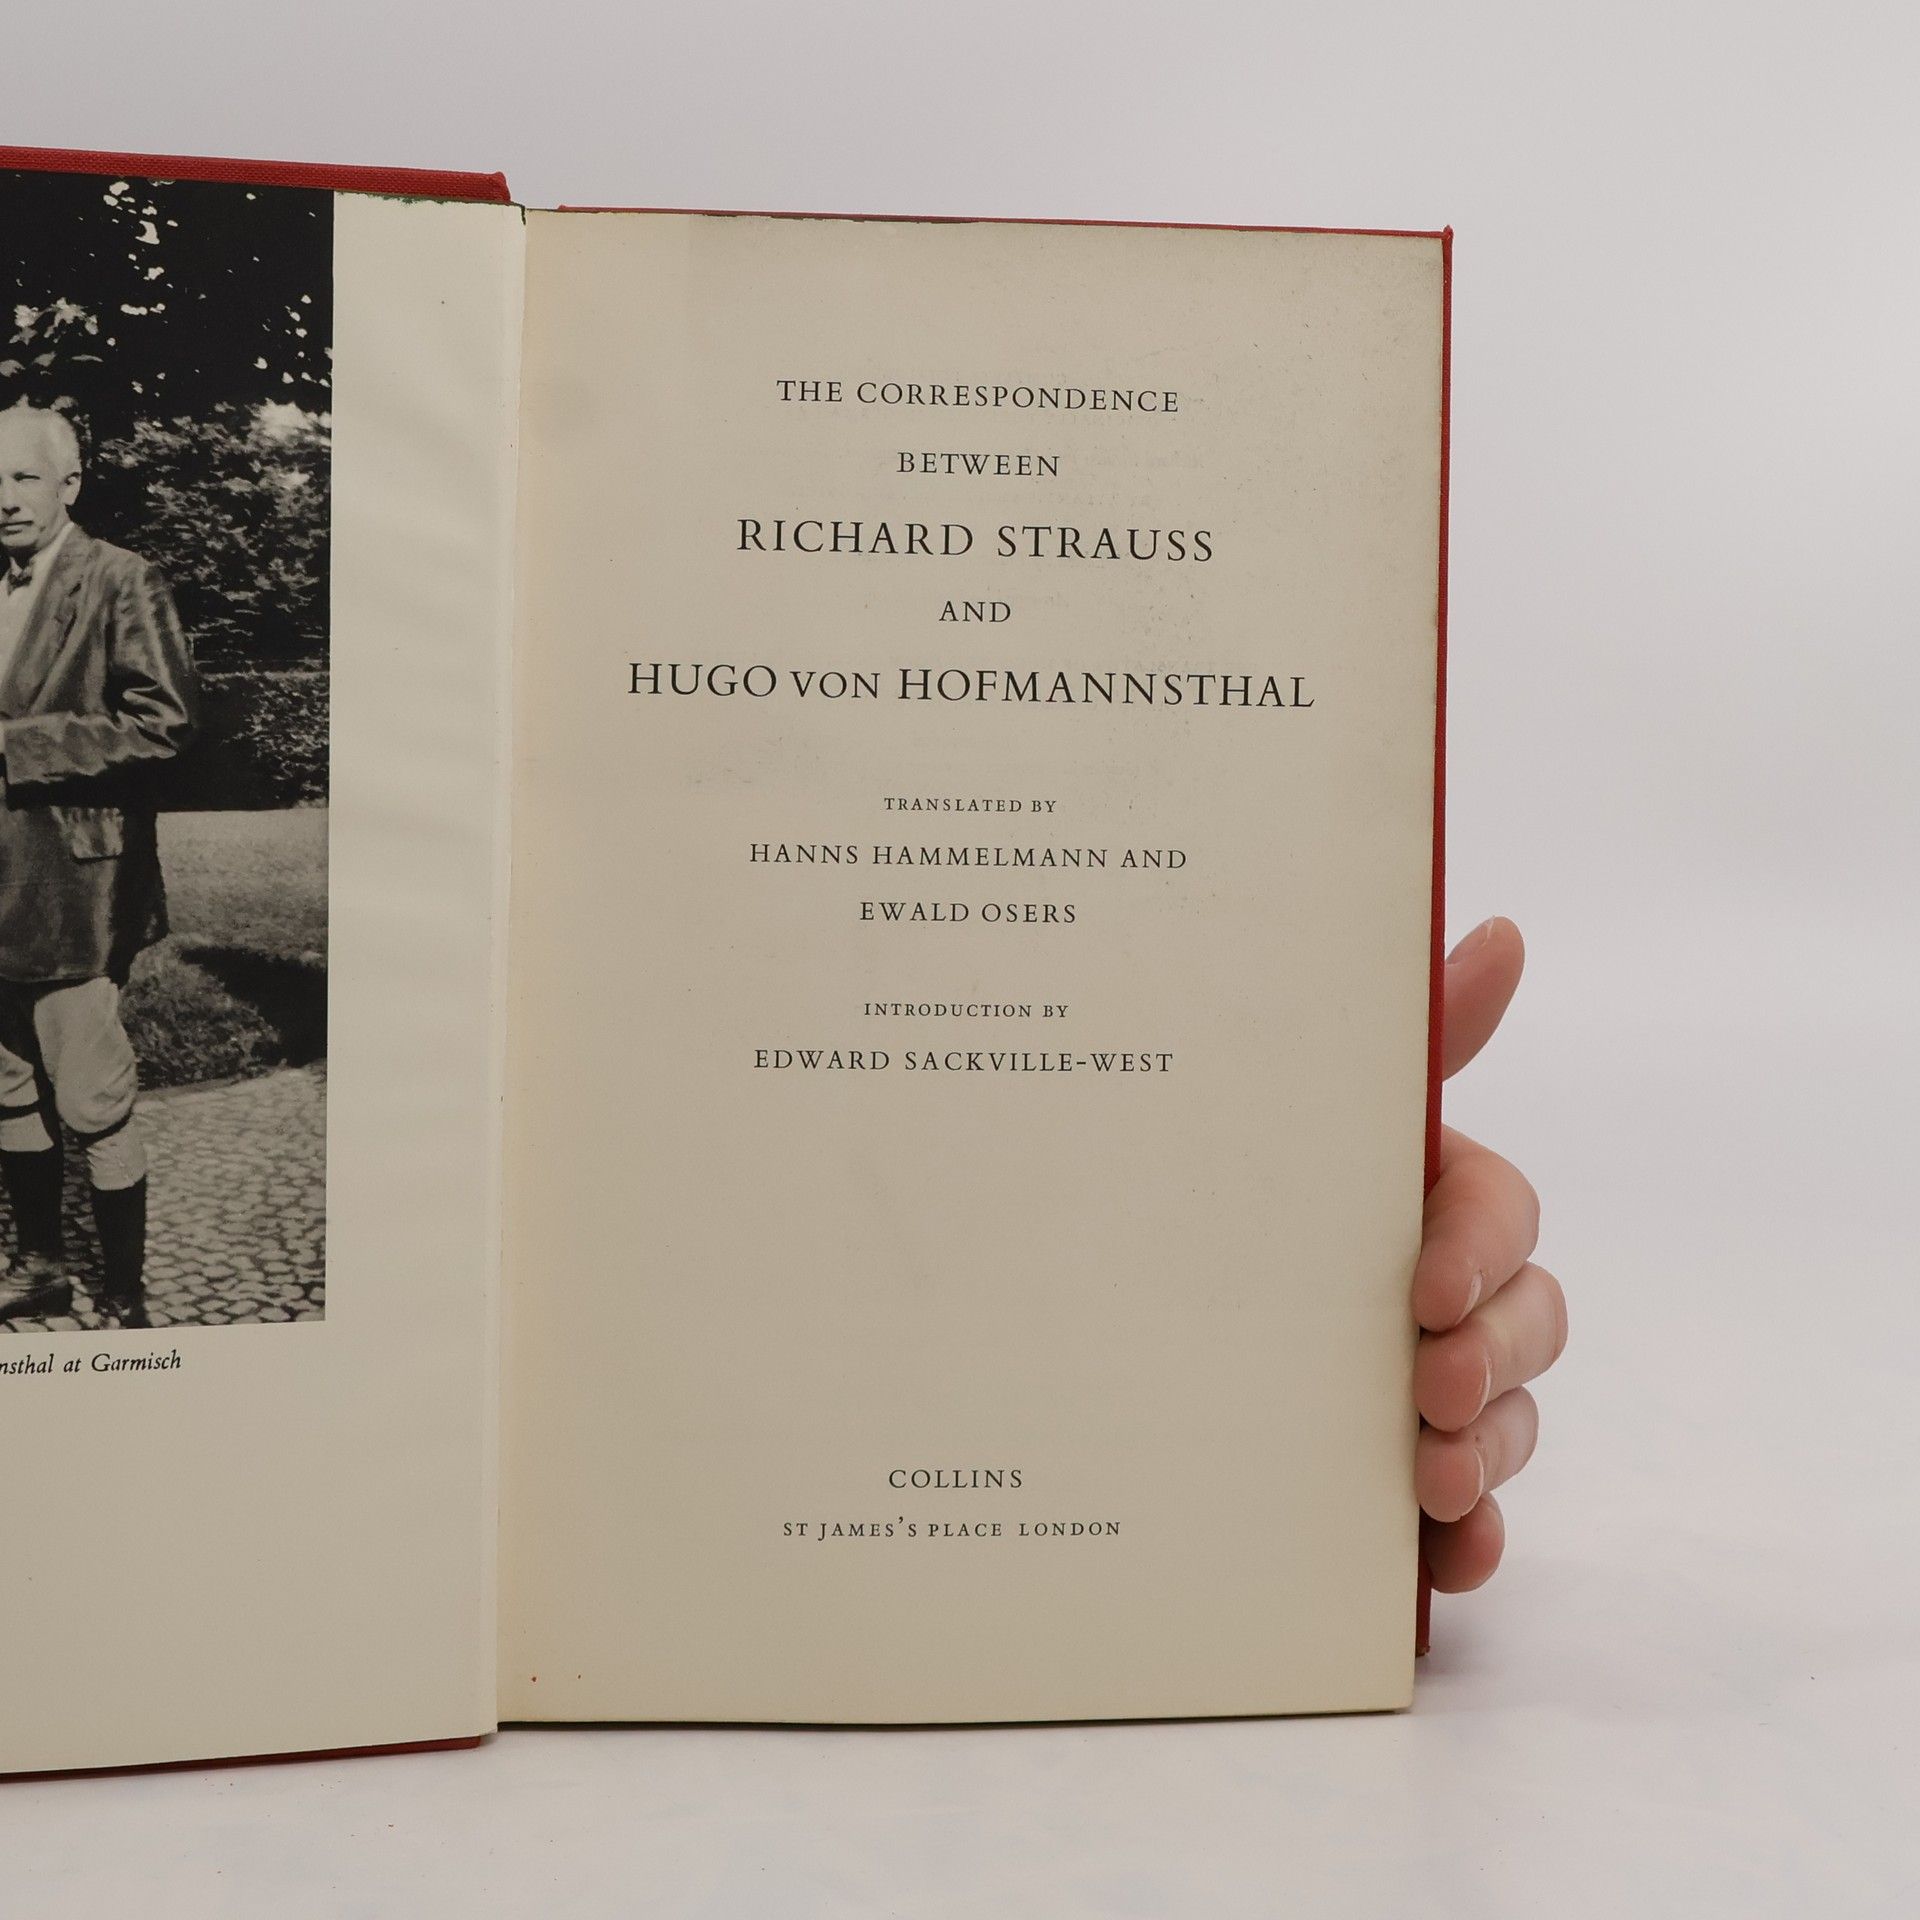 nsthal at Garmisch
THE CORRESPONDENCE
BETWEEN
RICHARD STRAUSS
AND
HUGO VON HOFMANNSTHAL
TRANSLATED BY
HANNS HAMMELMANN AND
EWALD OSERS
INTRODUCTION BY
EDWARD SACKVILLE-WEST
COLLINS
ST JAMES'S PLACE LONDON